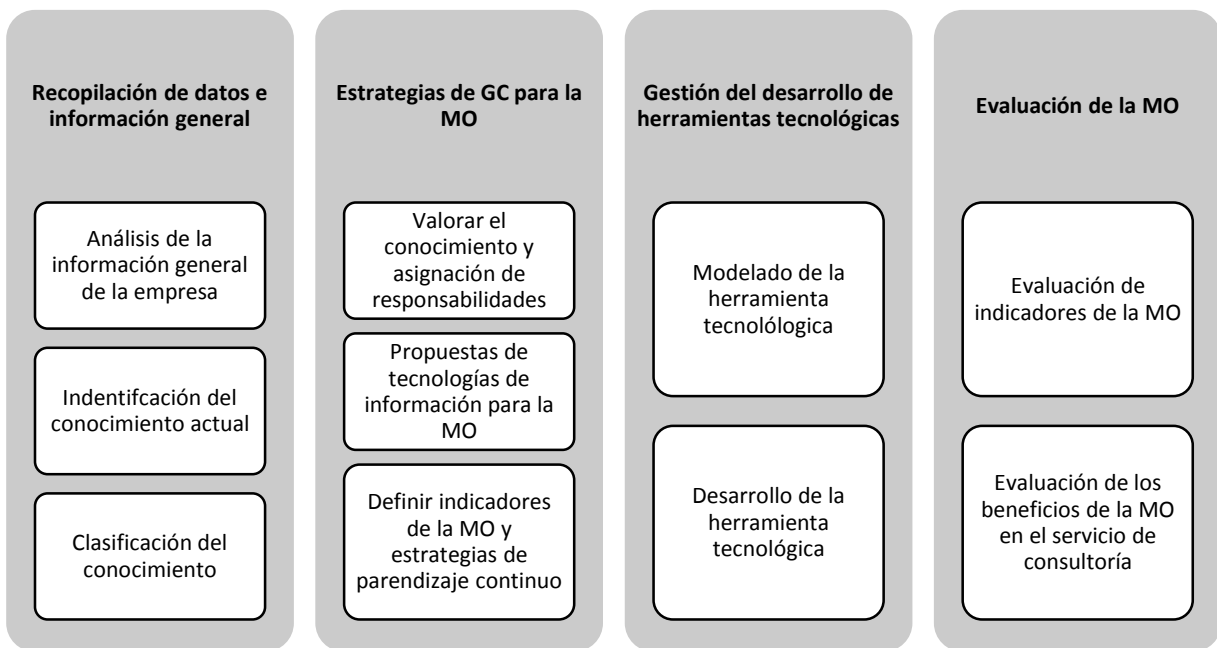 Recopilación de datos e
información general
Análisis de la
información general
de la empresa
Indentifcación del
conocimiento actual
Clasificación del
conocimiento
Estrategias de GC para la
MO
Valorar el
conocimiento y
asignación de
responsabilidades
Propuestas de
tecnologías de
información para la
MO
Definir indicadores
de la MO y
estrategias de
parendizaje continuo
Gestión del desarrollo de
herramientas tecnológicas
Modelado de la
herramienta
tecnolólogica
Desarrollo de la
herramienta
tecnológica
Evaluación de la MO
Evaluación de
indicadores de la MO
Evaluación de los
beneficios de la MO
en el servicio de
consultoría